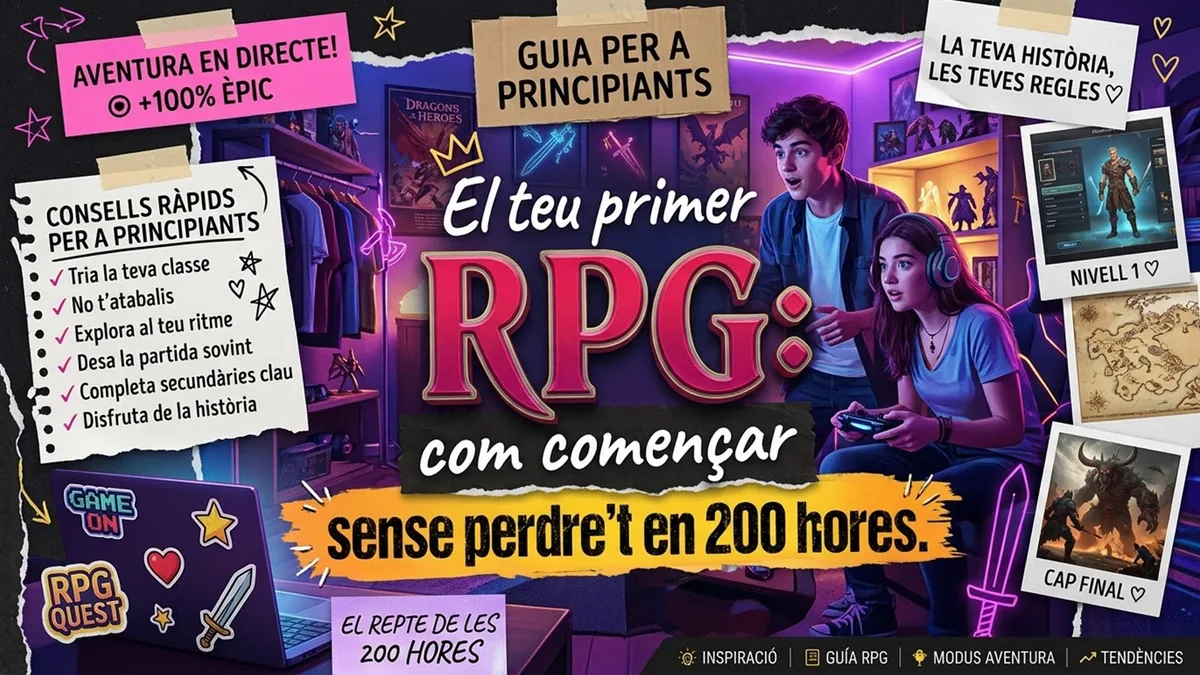 AVENTURA EN DIRECTE!
+100% ÈPIC
GUIA PER A
PRINCIPIANTS
LA TEVA HISTÒRIA,
LES TEVES REGLES ♡
CONSELLS RÀPIDS
PER A PRINCIPIANTS
✓ Tria la teva classe
✓ No t'atabalis
✓ Explora al teu ritme
✓ Desa la partida sovint
✓ Completa secundàries clau
✓ Disfruta de la història
DRAGONS
& HEROES
El teu primer
RPG:
com començar
sense perdre't en 200 hores.
NIVELL 1 ♡
CAP FINAL ♡
GAME
ON
RPG
QUEST
EL REPTE DE LES
200 HORES
INSPIRACIÓ | GUÍA RPG | MODUS AVENTURA | TENDÈNCIES